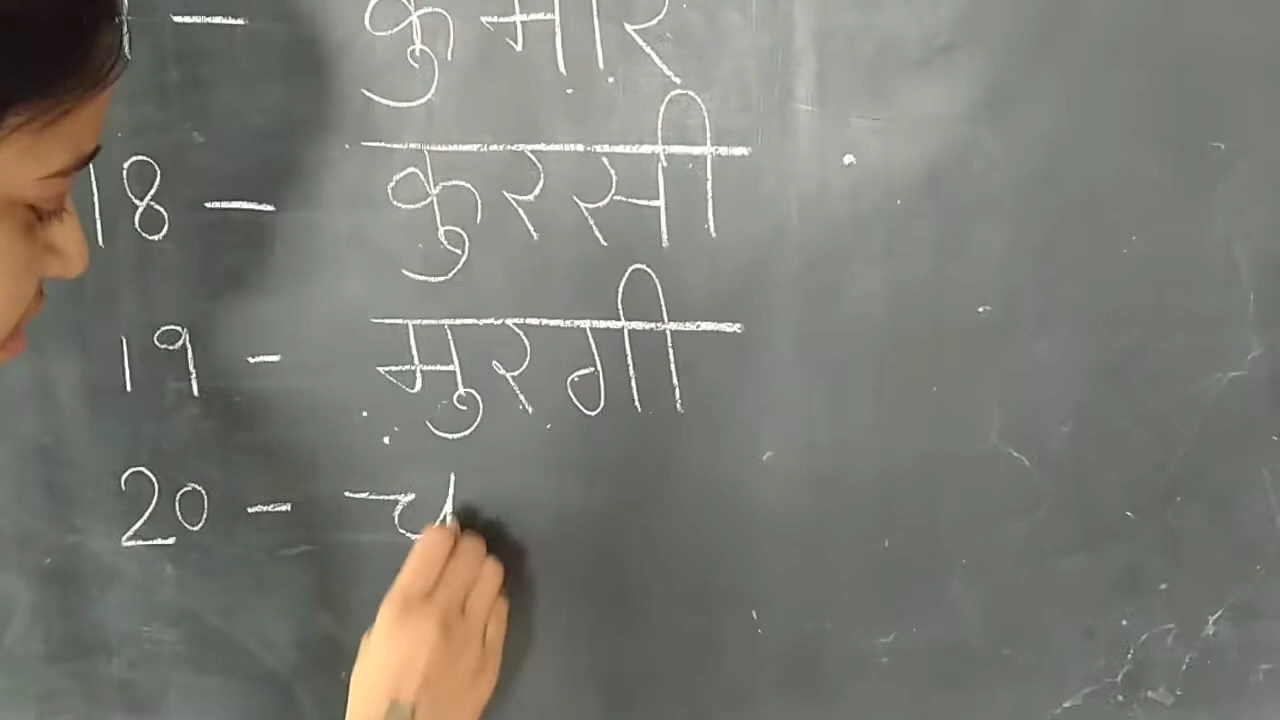 - कुमार
18 - कुरसी
19 - मुरगी
20 - च